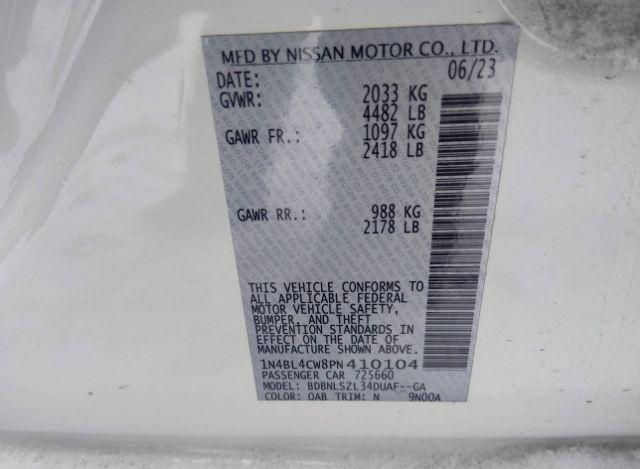 MFD BY NISSAN MOTOR CO., LTD.
DATE: 06/23
GVWR: 2033 KG
4482 LB
GAWR FR.: 1097 KG
2418 LB
GAWR RR.: 988 KG
2178 LB
THIS VEHICLE CONFORMS TO
ALL APPLICABLE FEDERAL
MOTOR VEHICLE SAFETY,
BUMPER, AND THEFT
PREVENTION STANDARDS IN
EFFECT ON THE DATE OF
MANUFACTURE SHOWN ABOVE.
1N4BL4CW8PN410104
PASSENGER CAR 725660
MODEL: BDBNLSZL34DUAF--GA
COLOR: QAB TRIM: N 9N00A